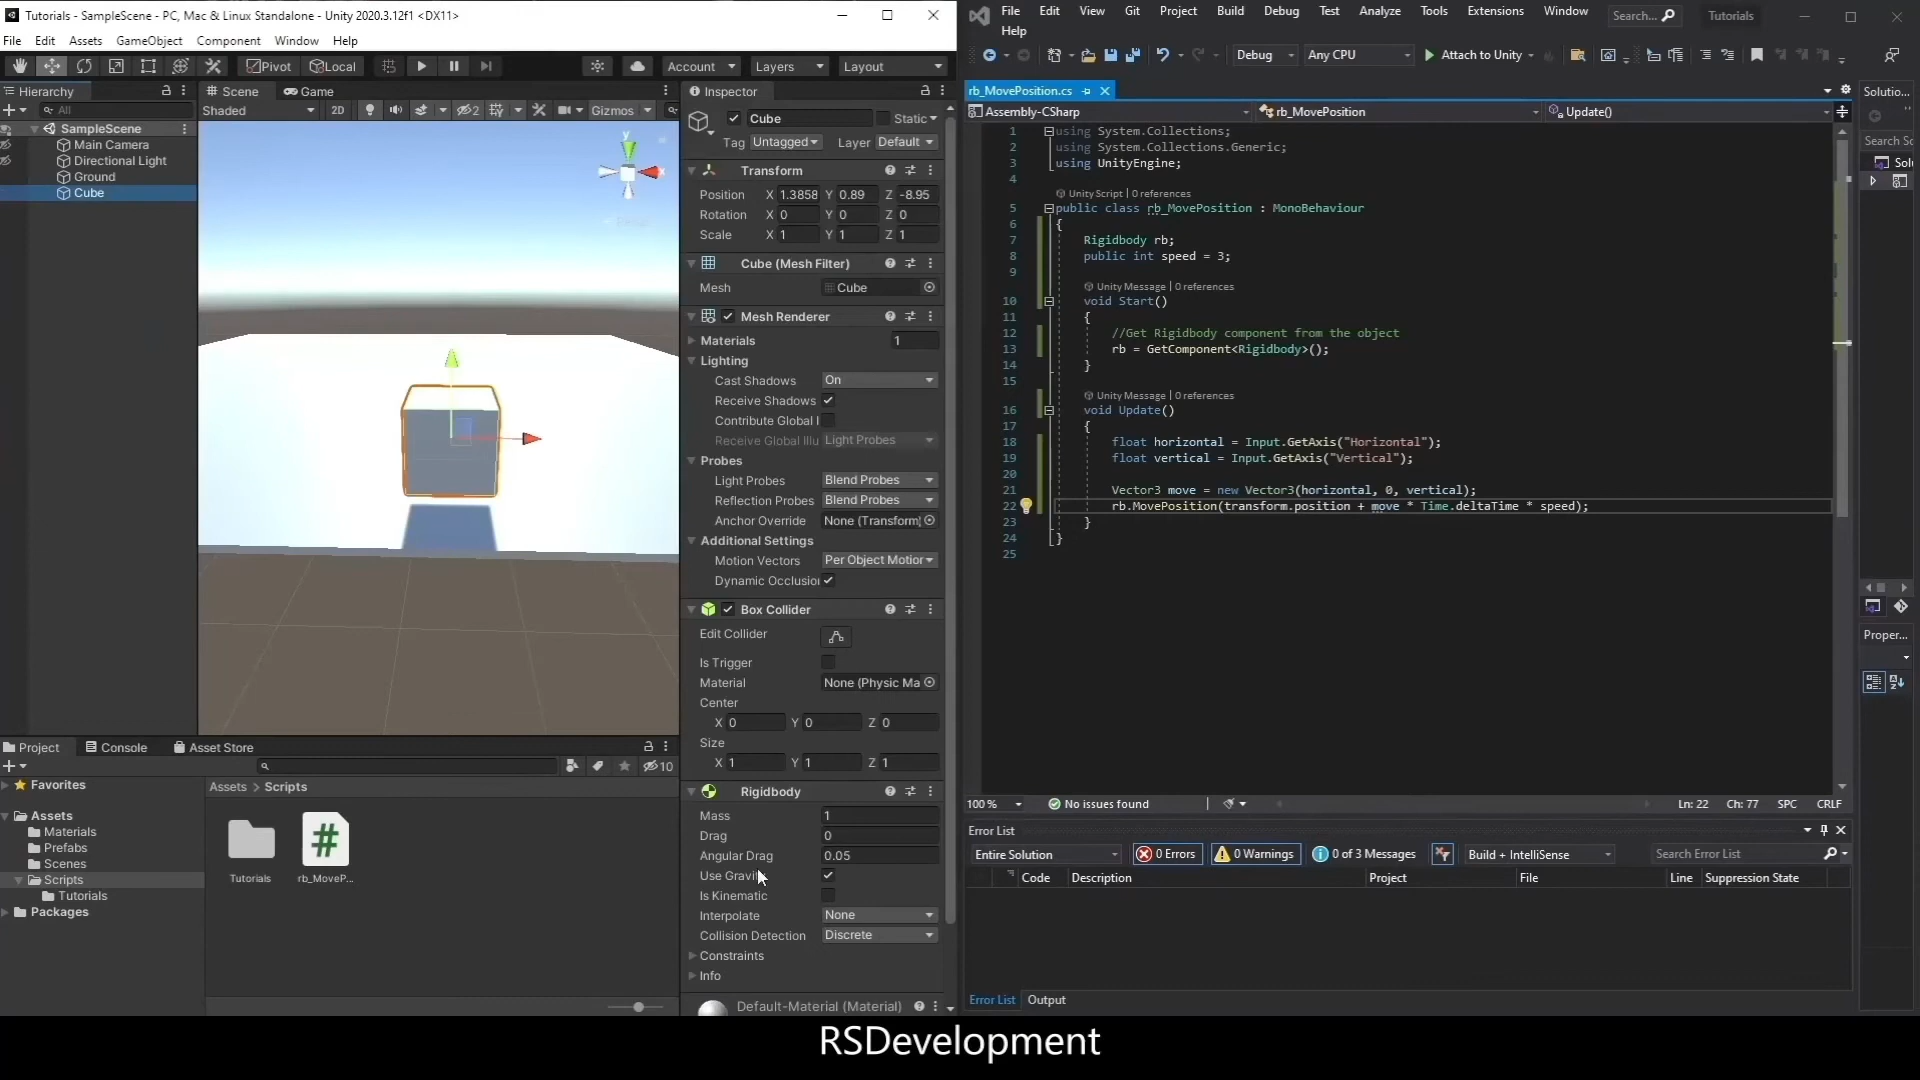 Tutorials - SampleScene - PC, Mac & Linux Standalone - Unity 2020.3.12f1 <DX11>
File Edit Assets GameObject Component Window Help
Pivot Local Account Layers Layout
Hierarchy
All
SampleScene
Main Camera
Directional Light
Ground
Cube
Scene Game
Shaded 2D 2 Gizmos
y
x
Inspector
Cube Static
Tag Untagged Layer Default
Transform
Position X 1.3858 Y 0.89 Z -8.95
Rotation X 0 Y 0 Z 0
Scale X 1 Y 1 Z 1
Cube (Mesh Filter)
Mesh Cube
Mesh Renderer
Materials 1
Lighting
Cast Shadows On
Receive Shadows
Contribute Global I
Receive Global Illu Light Probes
Probes
Light Probes Blend Probes
Reflection Probes Blend Probes
Anchor Override None (Transform)
Additional Settings
Motion Vectors Per Object Motion
Dynamic Occlusion
Box Collider
Edit Collider
Is Trigger
Material None (Physic Ma
Center
X 0 Y 0 Z 0
Size
X 1 Y 1 Z 1
Rigidbody
Mass 1
Drag 0
Angular Drag 0.05
Use Gravit
Is Kinematic
Interpolate None
Collision Detection Discrete
Constraints
Info
Default-Material (Material)
Project Console Asset Store
10
Favorites
Assets
Materials
Prefabs
Scenes
Scripts
Tutorials
Packages
Assets > Scripts
Tutorials
#
rb_MoveP...
File Edit View Git Project Build Debug Test Analyze Tools Extensions Window
Help
Search... Tutorials
Debug Any CPU Attach to Unity
rb_MovePosition.cs
Assembly-CSharp rb_MovePosition Update()
1 using System.Collections;
2 using System.Collections.Generic;
3 using UnityEngine;
4
Unity Script | 0 references
5 public class rb_MovePosition : MonoBehaviour
6 {
7 Rigidbody rb;
8 public int speed = 3;
9
Unity Message | 0 references
10 void Start()
11 {
12 //Get Rigidbody component from the object
13 rb = GetComponent<Rigidbody>();
14 }
15
Unity Message | 0 references
16 void Update()
17 {
18 float horizontal = Input.GetAxis("Horizontal");
19 float vertical = Input.GetAxis("Vertical");
20
21 Vector3 move = new Vector3(horizontal, 0, vertical);
22 rb.MovePosition(transform.position + move * Time.deltaTime * speed);
23 }
24 }
25
100 % No issues found Ln: 22 Ch: 77 SPC CRLF
Error List
Entire Solution 0 Errors 0 Warnings 0 of 3 Messages Build + IntelliSense Search Error List
Code Description Project File Line Suppression State
Error List Output
Solutio...
Search So
Solu
Proper...
RSDevelopment